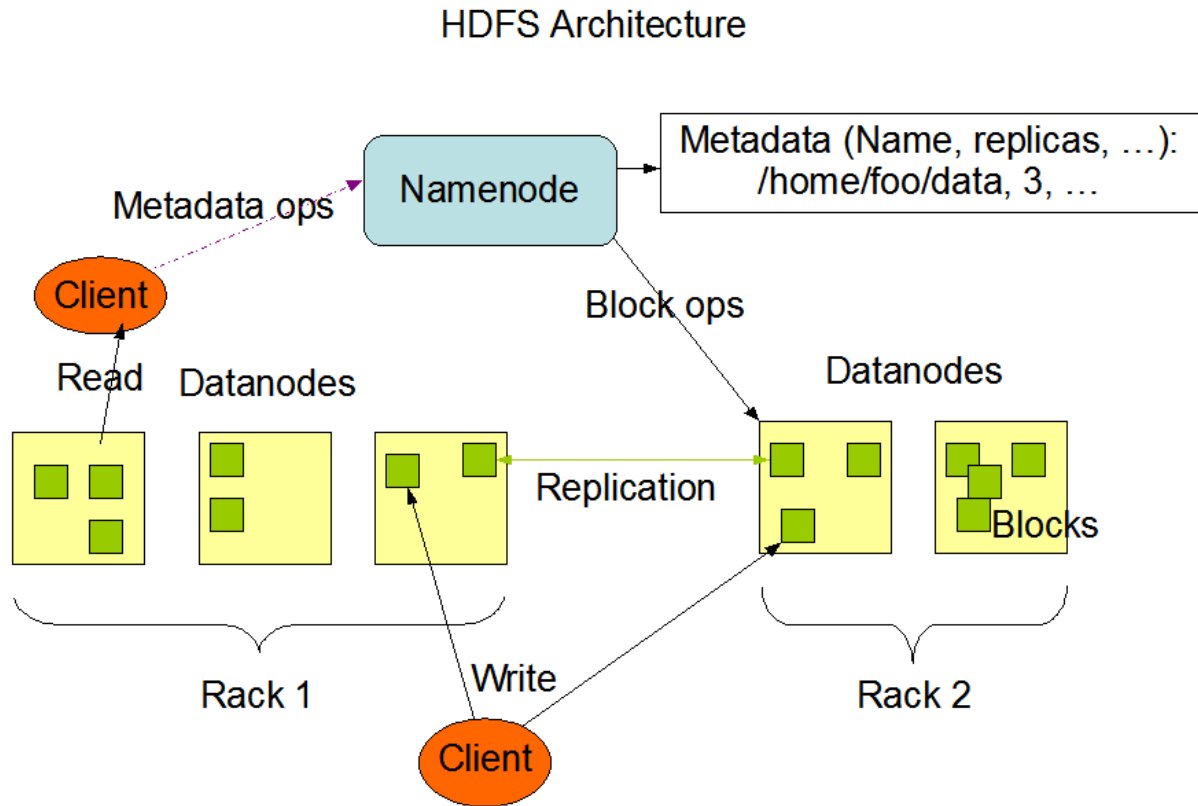 HDFS Architecture
Metadata (Name, replicas, …):
/home/foo/data, 3, …
Namenode
Metadata ops
Client
Block ops
Read
Datanodes
Datanodes
Replication
Blocks
Rack 1
Write
Rack 2
Client